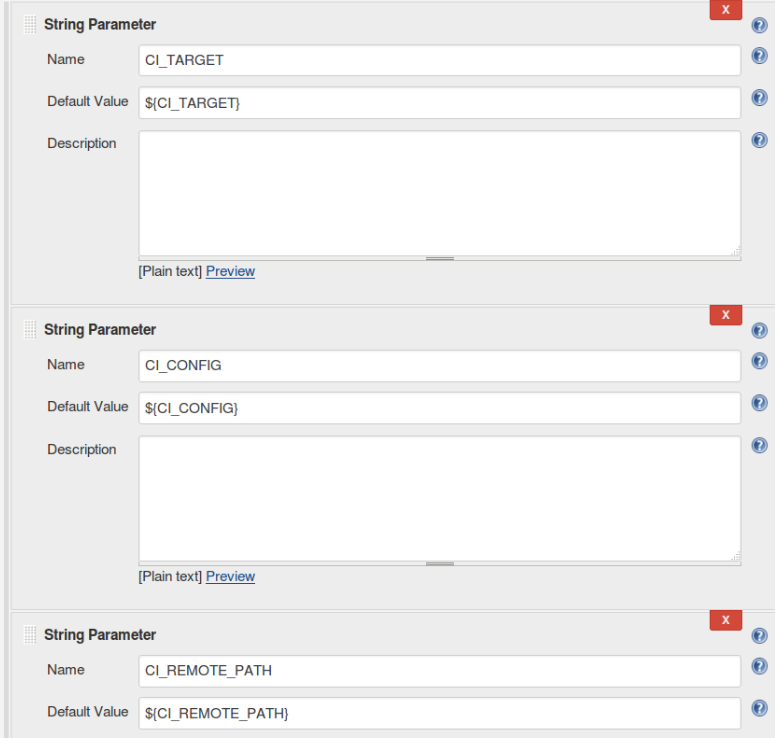 X
String Parameter
Name CI_TARGET
Default Value ${CI_TARGET}
Description
[Plain text] Preview
X
String Parameter
Name CI_CONFIG
Default Value ${CI_CONFIG}
Description
[Plain text] Preview
X
String Parameter
Name CI_REMOTE_PATH
Default Value ${CI_REMOTE_PATH}